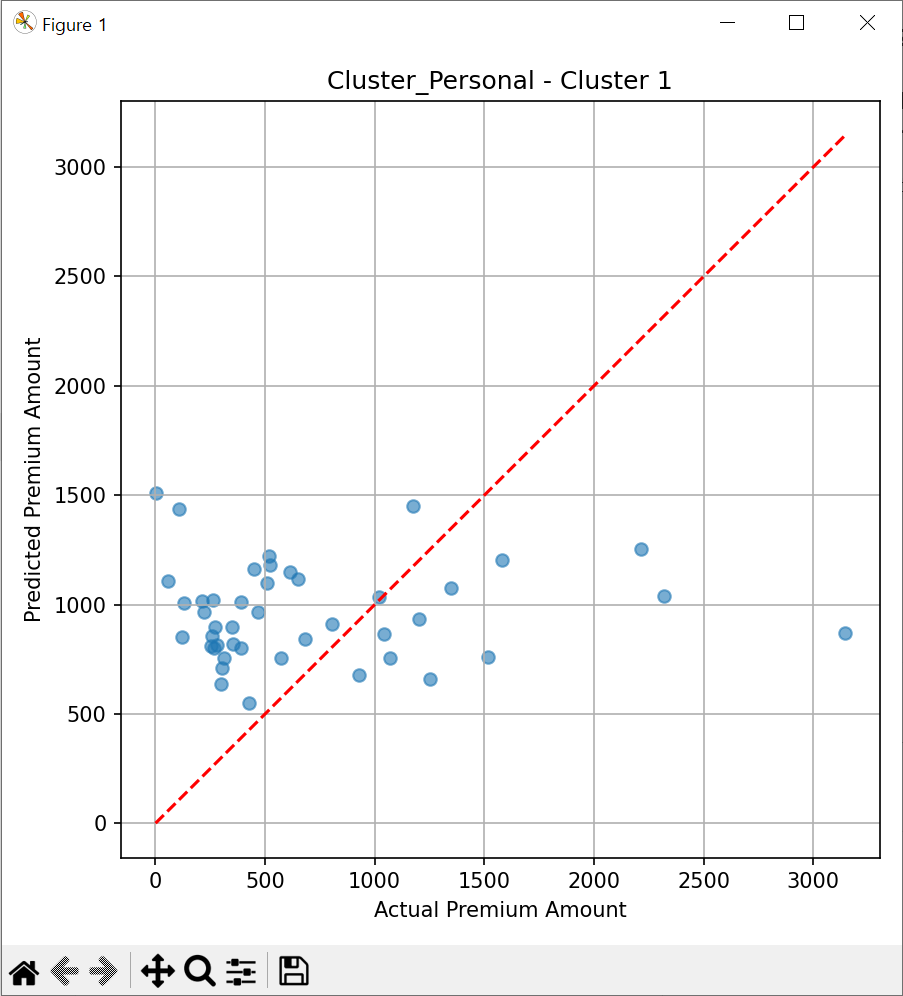 Figure 1
Cluster_Personal - Cluster 1
Predicted Premium Amount
3000
2500
2000
1500
1000
500
0
0 500 1000 1500 2000 2500 3000
Actual Premium Amount